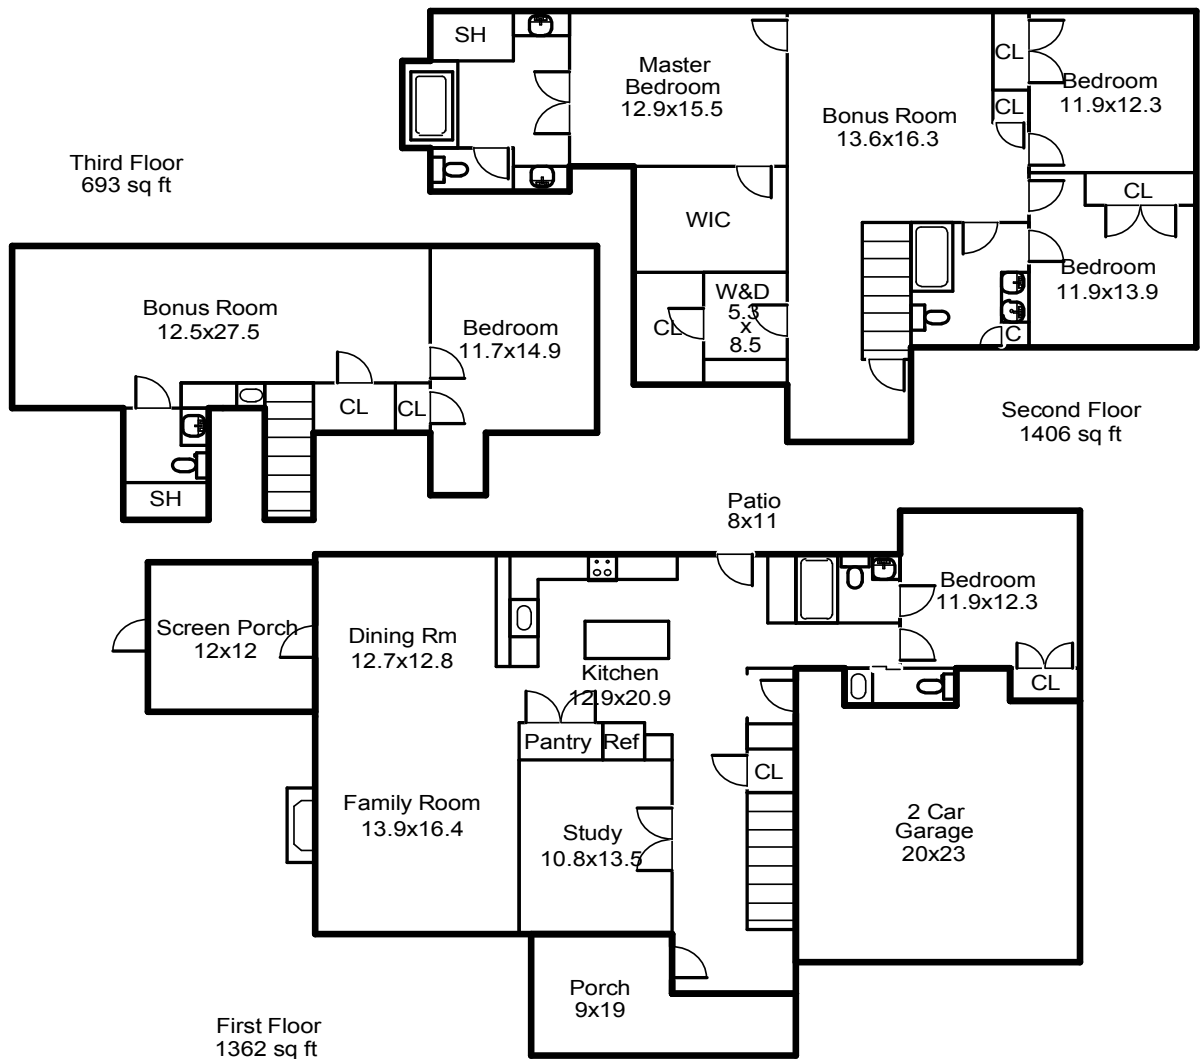 SH
Master
Bedroom
12.9x15.5
CL
Bedroom
11.9x12.3
CL
Bonus Room
13.6x16.3
Third Floor
693 sq ft
CL
WIC
Bedroom
11.9x13.9
W&D
5.3
x
8.5
CL
C
Bonus Room
12.5x27.5
Bedroom
11.7x14.9
CL
CL
SH
Second Floor
1406 sq ft
Patio
8x11
Bedroom
11.9x12.3
Screen Porch
12x12
Dining Rm
12.7x12.8
Kitchen
12.9x20.9
CL
Pantry
Ref
CL
Family Room
13.9x16.4
Study
10.8x13.5
2 Car
Garage
20x23
Porch
9x19
First Floor
1362 sq ft